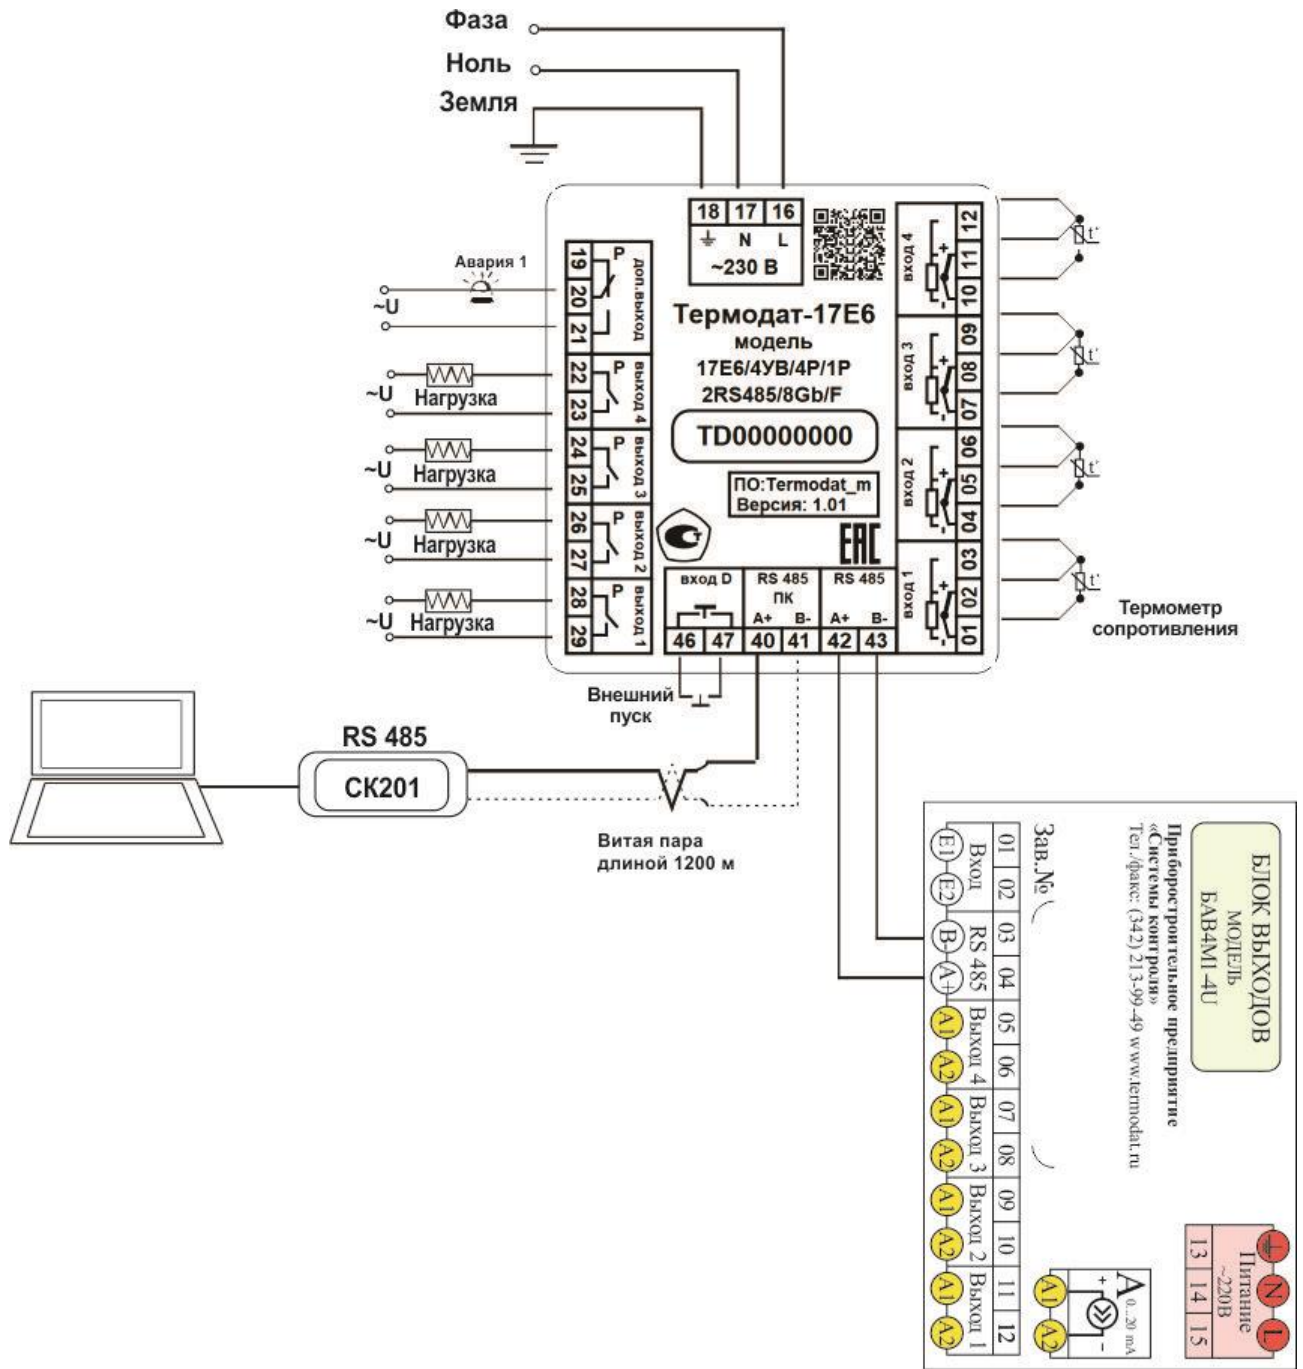 Фаза
Ноль
Земля
18 17 16
N L
~230 В
Термодат-17Е6
модель
17Е6/4УВ/4Р/1Р
2RS485/8Gb/F
TD00000000
ПО:Termodat_m
Версия: 1.01
ЕАС
Авария 1
~U
19
20
21
Р
доп.выход
~U
Нагрузка
22
23
Р
выход 4
~U
Нагрузка
24
25
Р
выход 3
~U
Нагрузка
26
27
Р
выход 2
~U
Нагрузка
28
29
Р
выход 1
12
11
10
вход 4
+
-
09
08
07
вход 3
+
-
06
05
04
вход 2
+
-
03
02
01
вход 1
+
-
t°
t°
t°
t°
Термометр
сопротивления
вход D
RS 485
ПК
RS 485
A+ B- A+ B-
46 47 40 41 42 43
Внешний
пуск
RS 485
СК201
Витая пара
длиной 1200 м
БЛОК ВЫХОДОВ
МОДЕЛЬ
БАВ4М1-4U
Приборостроительное предприятие
«Системы контроля»
Тел./факс: (342) 213-99-49 www.termodat.ru
Зав.№
01 02 03 04 05 06 07 08 09 10 11 12
Вход RS 485 Выход 4 Выход 3 Выход 2 Выход 1
E1 E2 B- A+ A1 A2 A1 A2 A1 A2 A1 A2
N L
Питание
~220В
13 14 15
А 0...20 mA
+ −
A1 A2